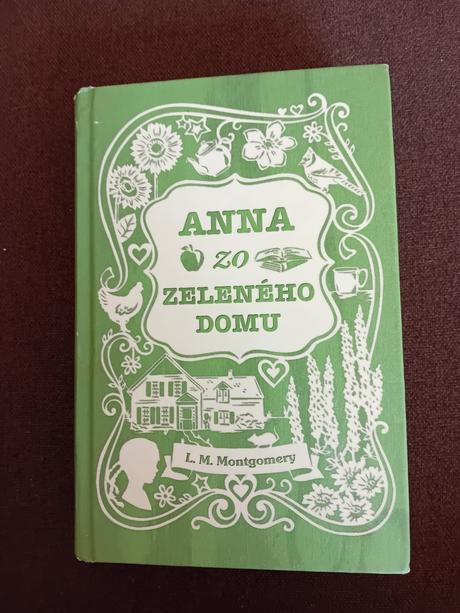 ANNA
zo
ZELENÉHO
DOMU
L. M. Montgomery